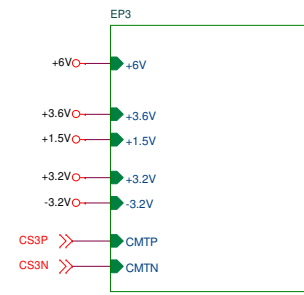 EP3
+6V +6V
+3.6V +3.6V
+1.5V +1.5V
+3.2V +3.2V
-3.2V -3.2V
CS3P CMTP
CS3N CMTN